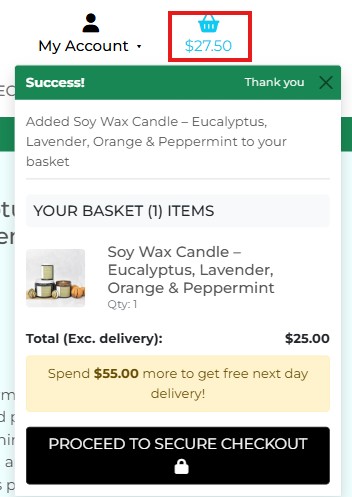 My Account
$27.50
Success!
Thank you
Added Soy Wax Candle – Eucalyptus,
Lavender, Orange & Peppermint to your
basket
YOUR BASKET (1) ITEMS
Soy Wax Candle –
Eucalyptus, Lavender,
Orange & Peppermint
Qty: 1
Total (Exc. delivery): $25.00
Spend $55.00 more to get free next day
delivery!
PROCEED TO SECURE CHECKOUT